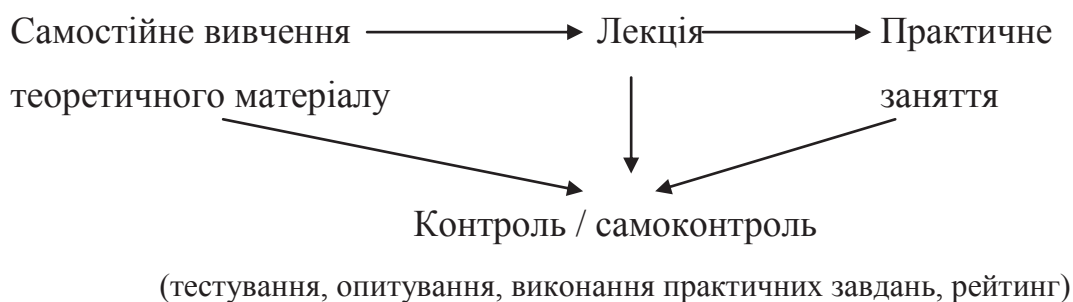 Самостійне вивчення Лекція Практичне
теоретичного матеріалу заняття
Контроль / самоконтроль
(тестування, опитування, виконання практичних завдань, рейтинг)